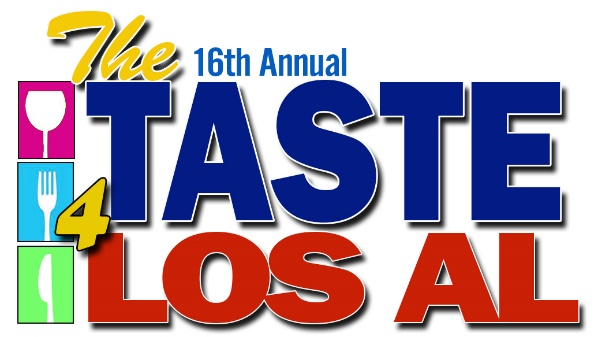 The
16th Annual
TASTE
4
LOS AL